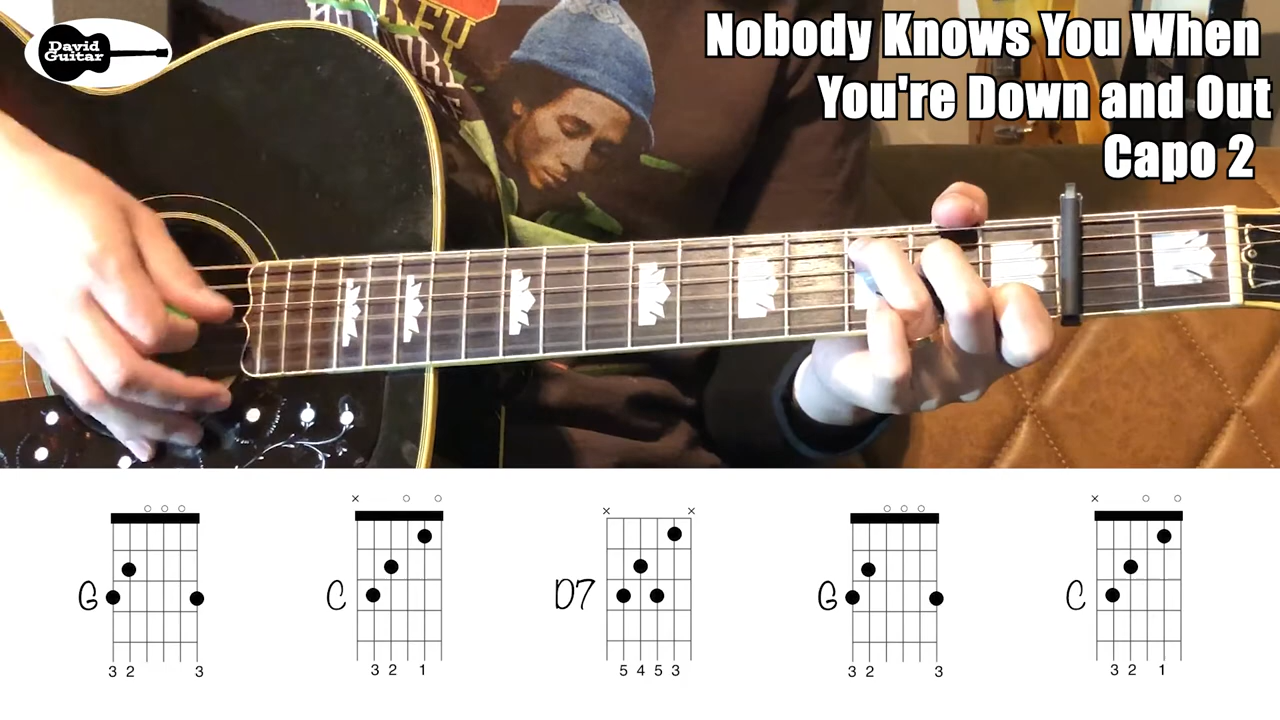 David
Guitar
Nobody Knows You When
You're Down and Out
Capo 2
G
3 2 3
× ○ ○
C
3 2 1
× ×
D7
5 4 5 3
G
3 2 3
× ○ ○
C
3 2 1